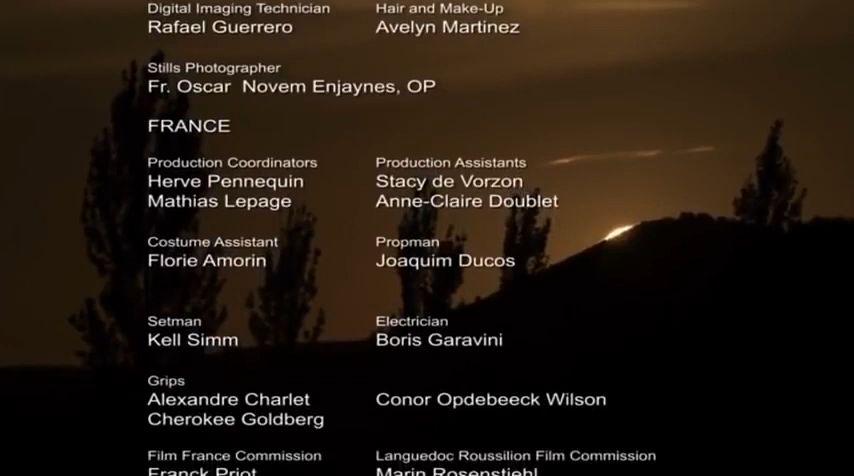 Digital Imaging Technician
Rafael Guerrero
Hair and Make-Up
Avelyn Martinez
Stills Photographer
Fr. Oscar Novem Enjaynes, OP
FRANCE
Production Coordinators
Herve Pennequin
Mathias Lepage
Production Assistants
Stacy de Vorzon
Anne-Claire Doublet
Costume Assistant
Florie Amorin
Propman
Joaquim Ducos
Setman
Kell Simm
Electrician
Boris Garavini
Grips
Alexandre Charlet
Cherokee Goldberg
Conor Opdebeeck Wilson
Film France Commission
Franck Priot
Languedoc Roussilion Film Commission
Marin Rosenstiehl